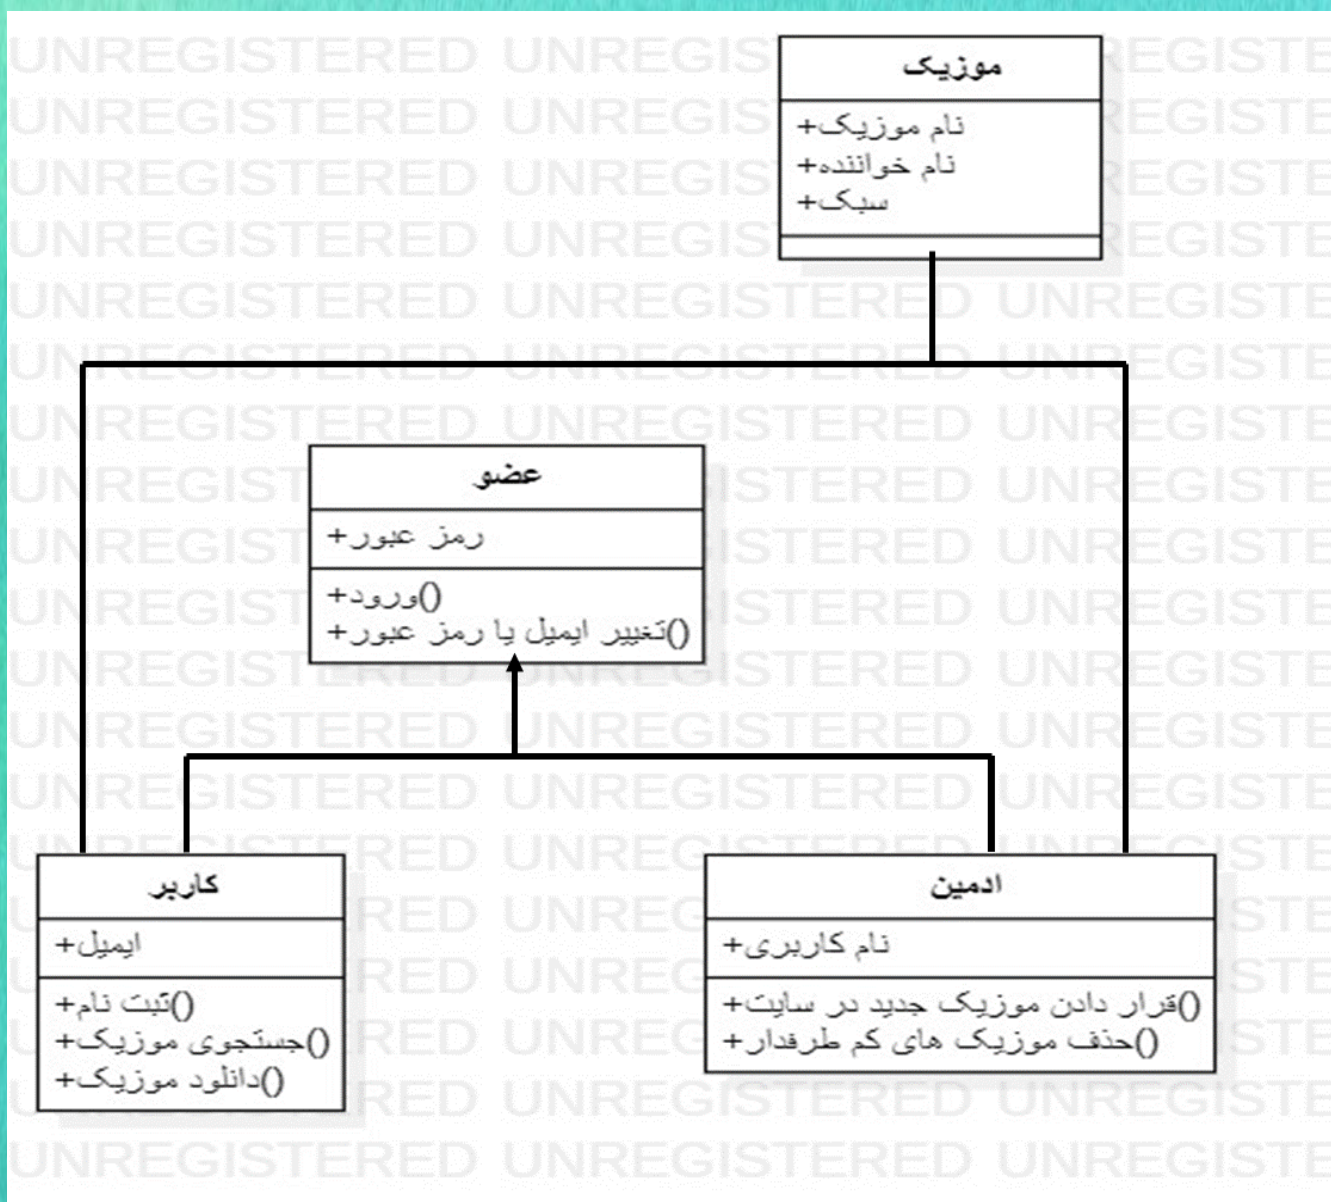 موزیک
+نام موزیک
+نام خواننده
+سبک
عضو
+رمز عبور
+ورود()
+تغییر ایمیل یا رمز عبور()
کاربر
+ایمیل
+ثبت نام()
+جستجوی موزیک()
+دانلود موزیک()
ادمین
+نام کاربری
+قرار دادن موزیک جدید در سایت()
+حذف موزیک های کم طرفدار()
UNREGISTERED